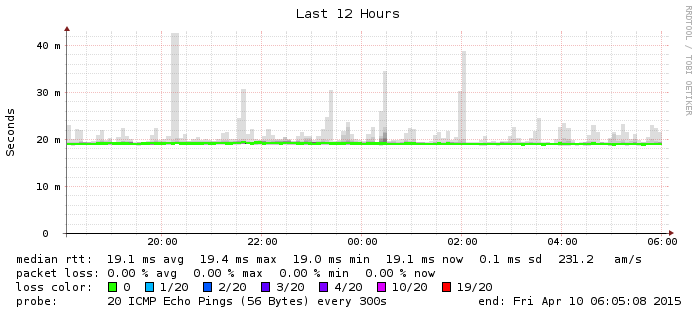 Last 12 Hours
RRDTOOL / TOBI OETIKER
Seconds
40 m
30 m
20 m
10 m
0
20:00 22:00 00:00 02:00 04:00 06:00
median rtt: 19.1 ms avg 19.4 ms max 19.0 ms min 19.1 ms now 0.1 ms sd 231.2 am/s
packet loss: 0.00 % avg 0.00 % max 0.00 % min 0.00 % now
loss color: 0 1/20 2/20 3/20 4/20 10/20 19/20
probe: 20 ICMP Echo Pings (56 Bytes) every 300s end: Fri Apr 10 06:05:08 2015